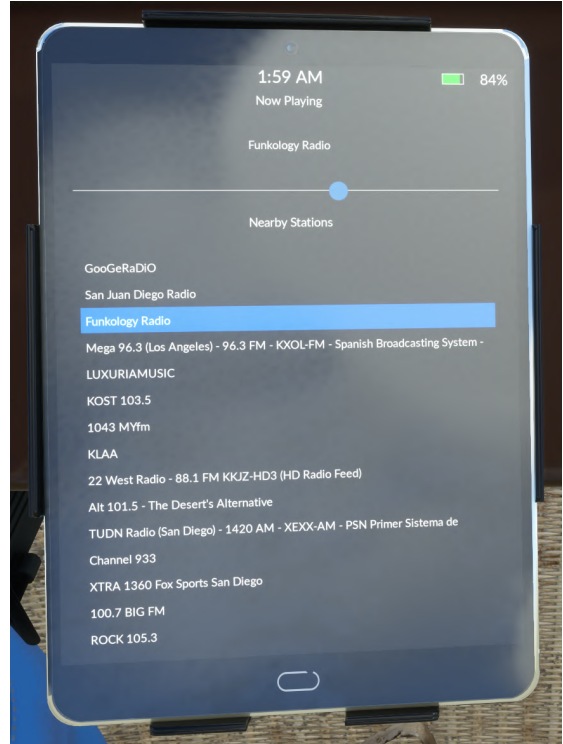 1:59 AM
84%
Now Playing
Funkology Radio
Nearby Stations
GooGeRaDiO
San Juan Diego Radio
Funkology Radio
Mega 96.3 (Los Angeles) - 96.3 FM - KXOL-FM - Spanish Broadcasting System -
LUXURIAMUSIC
KOST 103.5
1043 MYfm
KLAA
22 West Radio - 88.1 FM KKJZ-HD3 (HD Radio Feed)
Alt 101.5 - The Desert's Alternative
TUDN Radio (San Diego) - 1420 AM - XEXX-AM - PSN Primer Sistema de
Channel 933
XTRA 1360 Fox Sports San Diego
100.7 BIG FM
ROCK 105.3